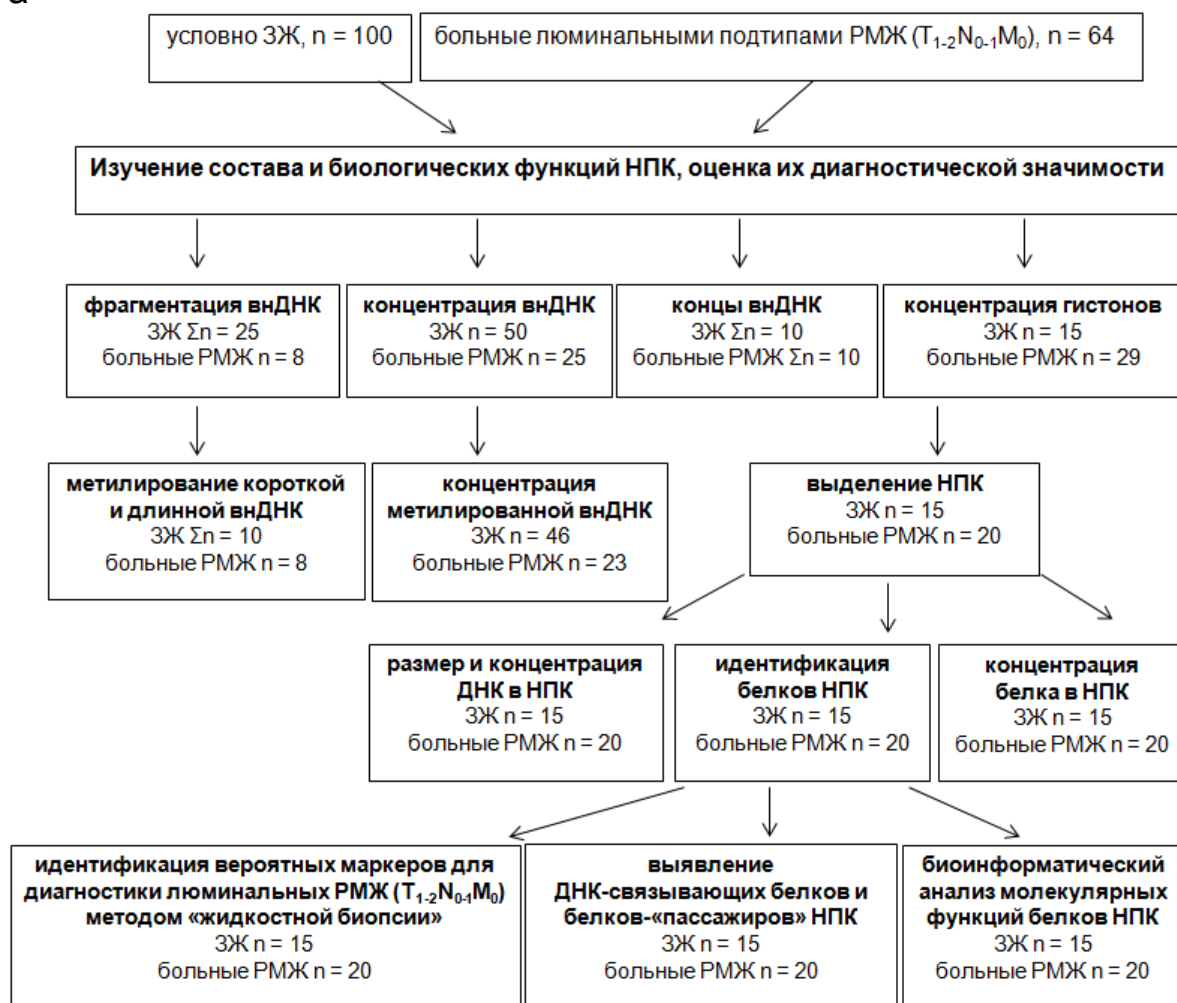 а
условно ЗЖ, n = 100
больные люминальными подтипами РМЖ (T₁₋₂N₀₋₁M₀), n = 64
Изучение состава и биологических функций НПК, оценка их диагностической значимости
фрагментация внДНК
ЗЖ Σn = 25
больные РМЖ n = 8
концентрация внДНК
ЗЖ n = 50
больные РМЖ n = 25
концы внДНК
ЗЖ Σn = 10
больные РМЖ Σn = 10
концентрация гистонов
ЗЖ n = 15
больные РМЖ n = 29
метилирование короткой
и длинной внДНК
ЗЖ Σn = 10
больные РМЖ n = 8
концентрация
метилированной внДНК
ЗЖ n = 46
больные РМЖ n = 23
выделение НПК
ЗЖ n = 15
больные РМЖ n = 20
размер и концентрация
ДНК в НПК
ЗЖ n = 15
больные РМЖ n = 20
идентификация
белков НПК
ЗЖ n = 15
больные РМЖ n = 20
концентрация
белка в НПК
ЗЖ n = 15
больные РМЖ n = 20
идентификация вероятных маркеров для
диагностики люминальных РМЖ (T₁₋₂N₀₋₁M₀)
методом «жидкостной биопсии»
ЗЖ n = 15
больные РМЖ n = 20
выявление
ДНК-связывающих белков и
белков-«пассажиров» НПК
ЗЖ n = 15
больные РМЖ n = 20
биоинформатический
анализ молекулярных
функций белков НПК
ЗЖ n = 15
больные РМЖ n = 20